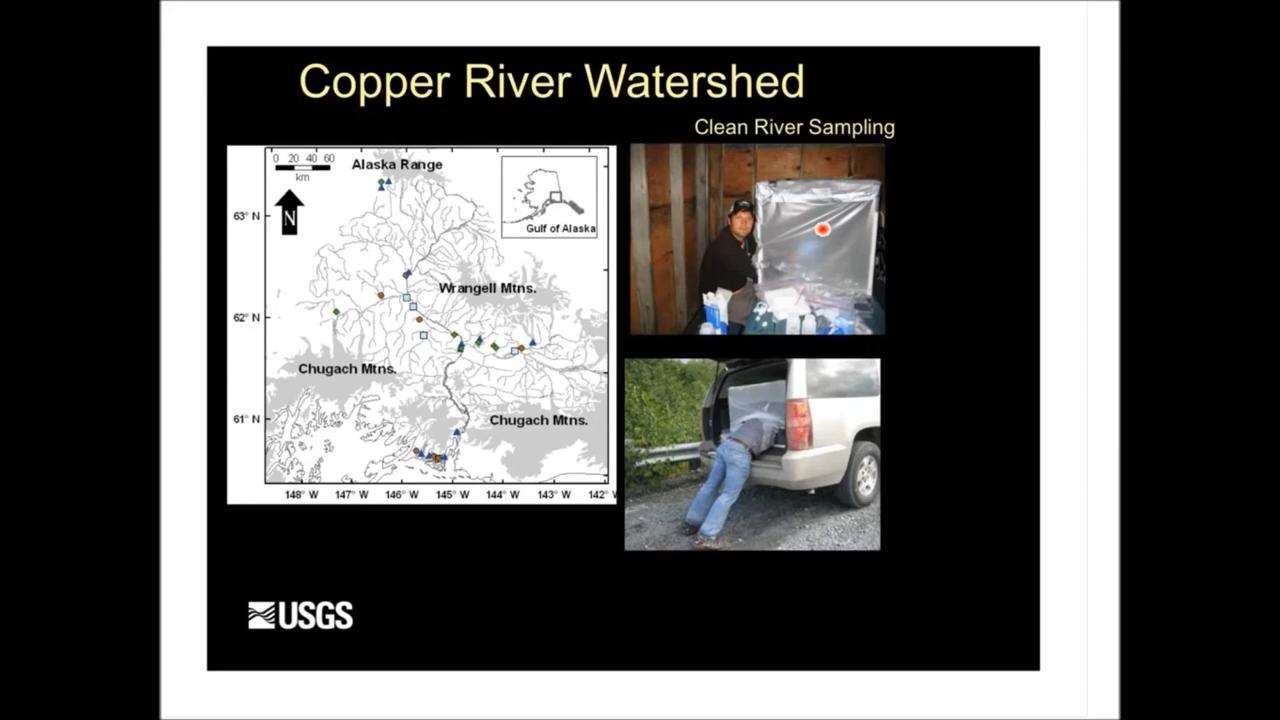 Copper River Watershed
Clean River Sampling
0 20 40 60
km
Alaska Range
N
Gulf of Alaska
63° N
Wrangell Mtns.
62° N
Chugach Mtns.
61° N
Chugach Mtns.
148° W 147° W 146° W 145° W 144° W 143° W 142° W
USGS